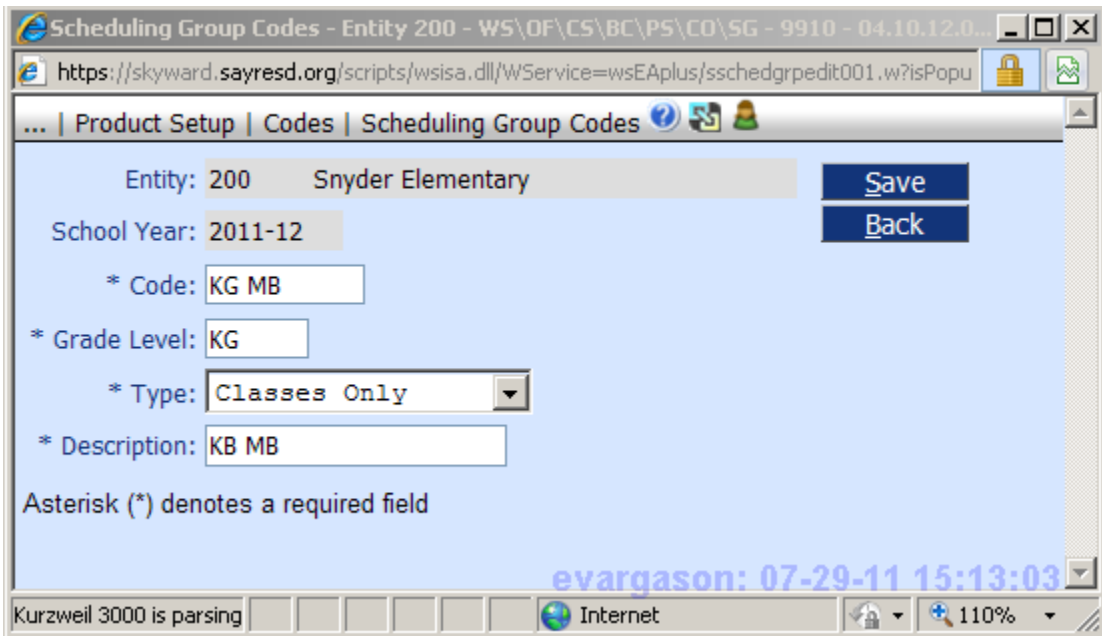 Scheduling Group Codes - Entity 200 - WS\OF\CS\BC\PS\CO\SG - 9910 - 04.10.12.0...
https://skyward.sayresd.org/scripts/wsisa.dll/WService=wsEAplus/sschedgrpedit001.w?isPopu
... | Product Setup | Codes | Scheduling Group Codes
Entity: 200 Snyder Elementary Save
School Year: 2011-12 Back
* Code: KG MB
* Grade Level: KG
* Type: Classes Only
* Description: KB MB
Asterisk (*) denotes a required field
evargason: 07-29-11 15:13:03
Kurzweil 3000 is parsing Internet 110%